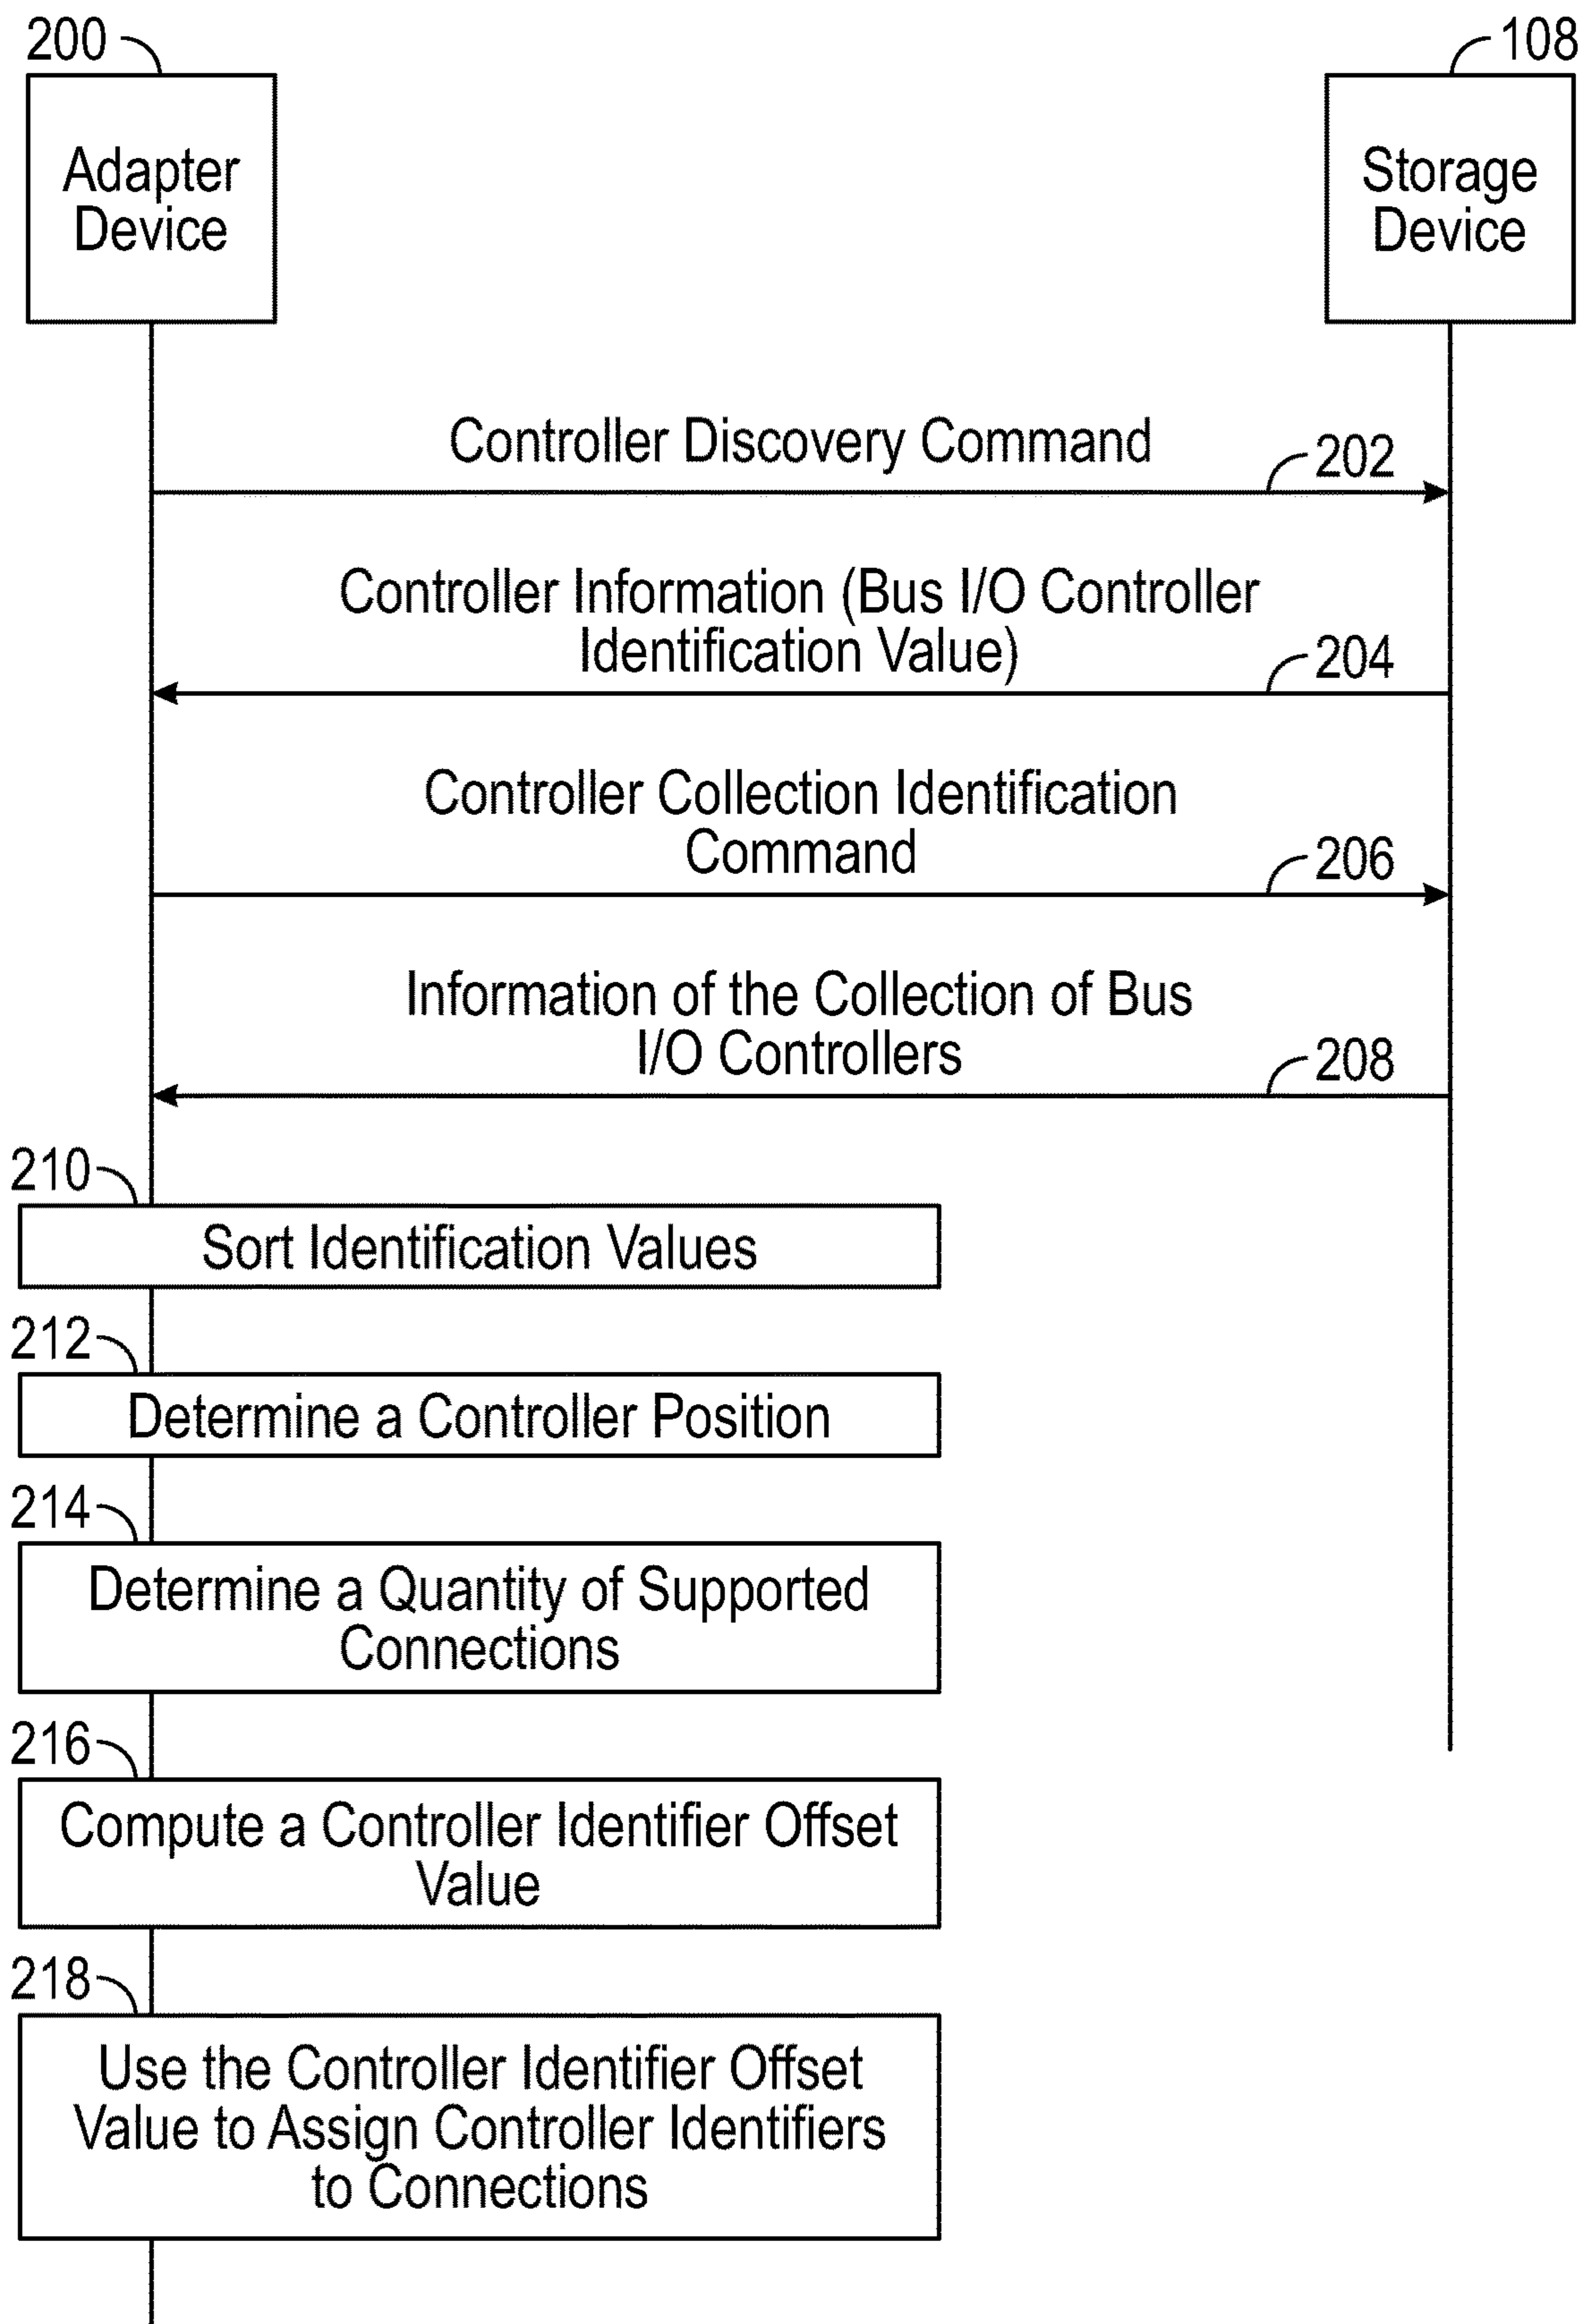 200
108
Adapter
Device
Storage
Device
Controller Discovery Command
202
Controller Information (Bus I/O Controller
Identification Value)
204
Controller Collection Identification
Command
206
Information of the Collection of Bus
I/O Controllers
208
210
Sort Identification Values
212
Determine a Controller Position
214
Determine a Quantity of Supported
Connections
216
Compute a Controller Identifier Offset
Value
218
Use the Controller Identifier Offset
Value to Assign Controller Identifiers
to Connections